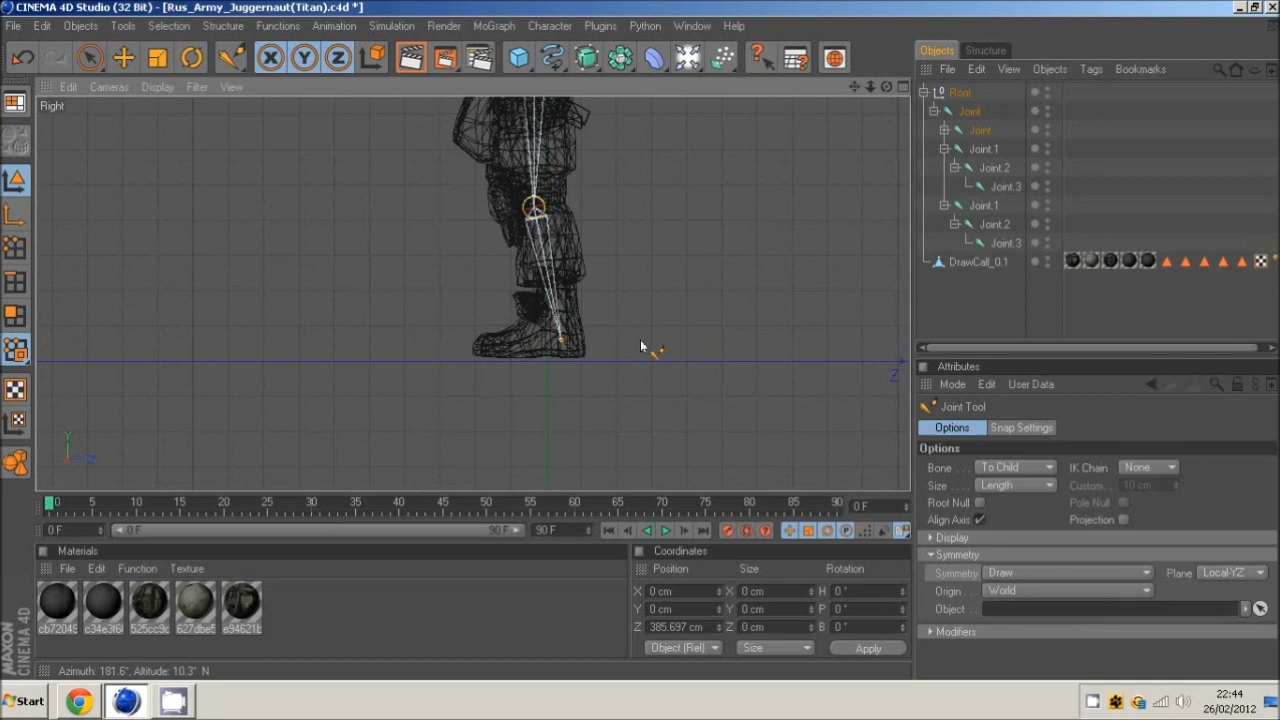 CINEMA 4D Studio (32 Bit) - [Rus_Army_Juggernaut(Titan).c4d *]
File Edit Objects Tools Selection Structure Functions Animation Simulation Render MoGraph Character Plugins Window Help
Objects Structure
File Edit View Objects Tags Bookmarks
Edit Cameras Display Filter View
Right
Root
Joint
Joint
Joint.1
Joint.2
Joint.3
Joint.1
Joint.2
Joint.3
DrawCall_0.1
Z
Y
Z
Attributes
Mode Edit User Data
Joint Tool
Options Snap Settings
Options
Bone To Child IK Chain None
Size Length Custom 10 cm
Root Null Pole Null
Align Axis Projection
Display
Symmetry
Symmetry Draw Plane Local-YZ
Origin World
Object
Modifiers
0 5 10 15 20 25 30 35 40 45 50 55 60 65 70 75 80 85 90 0 F
0 F 0 F 90 F 90 F
Materials
File Edit Function Texture
cb72049 c34e3f6 525cc9c 627dbe5 e94621b
Coordinates
Position Size Rotation
X 0 cm X 0 cm H 0 °
Y 0 cm Y 0 cm P 0 °
Z 385.697 cm Z 0 cm B 0 °
Object (Rel) Size Apply
MAXON CINEMA 4D
Azimuth: 181.6°, Altitude: 10.3° N
Start
22:44
26/02/2012